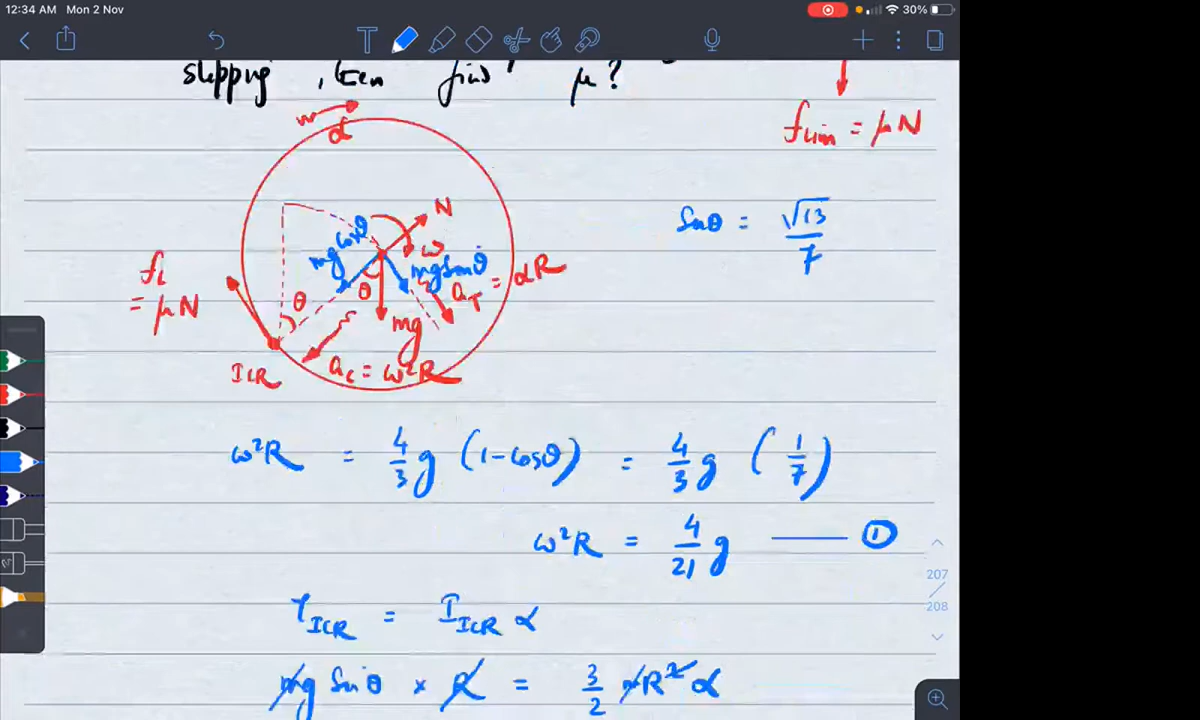 12:34 AM Mon 2 Nov
30%
slipping, then find μ?
f_lim = μN
ω
α
N
mg cosθ
ω
mg sinθ
a_T = αR
θ
θ
f_L = μN
mg
ICR
a_c = ω²R
sinθ = √13/7
ω²R = 4/3 g (1-cosθ) = 4/3 g (1/7)
ω²R = 4/21 g —— ①
τ_ICR = I_ICR α
mg sinθ × R = 3/2 mR² α
207
/
208